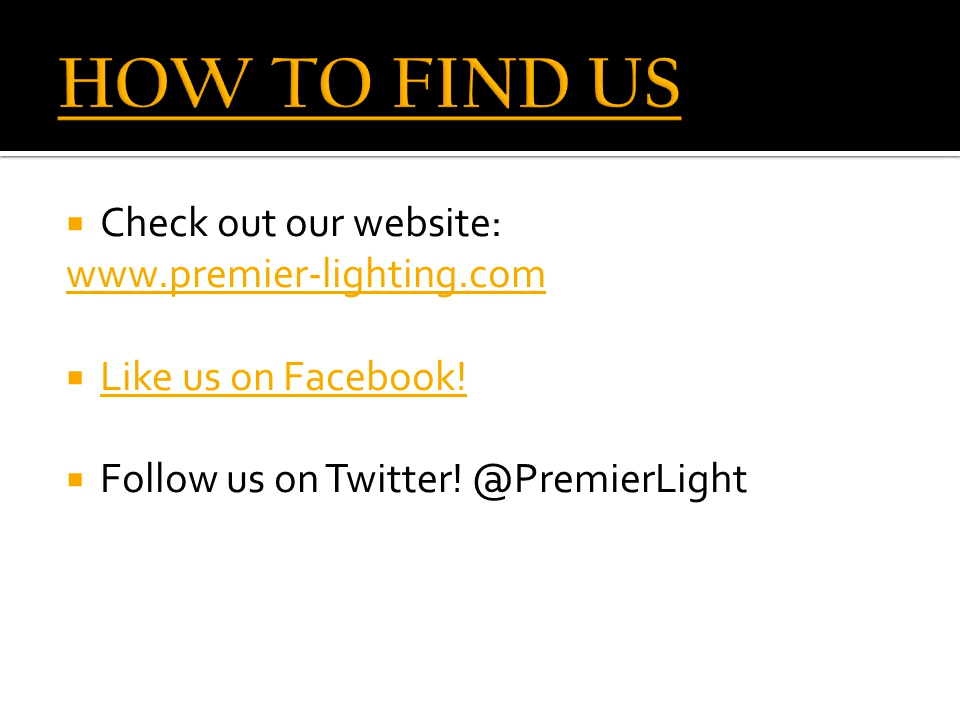 HOW TO FIND US
Check out our website:
www.premier-lighting.com
Like us on Facebook!
Follow us on Twitter! @PremierLight